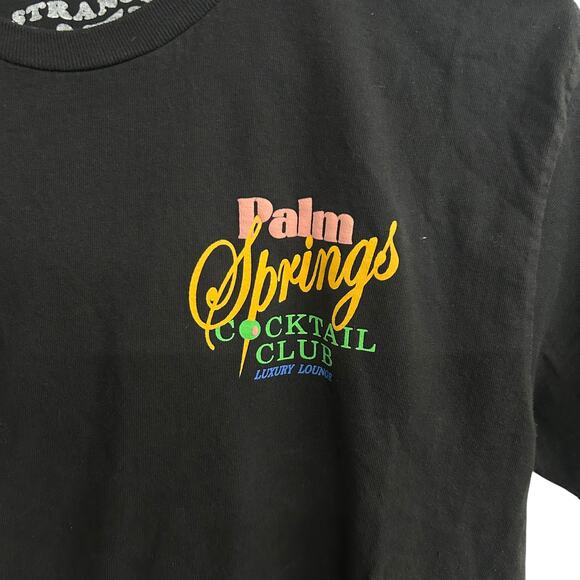 Palm
Springs
COCKTAIL
CLUB
LUXURY LOUNGE